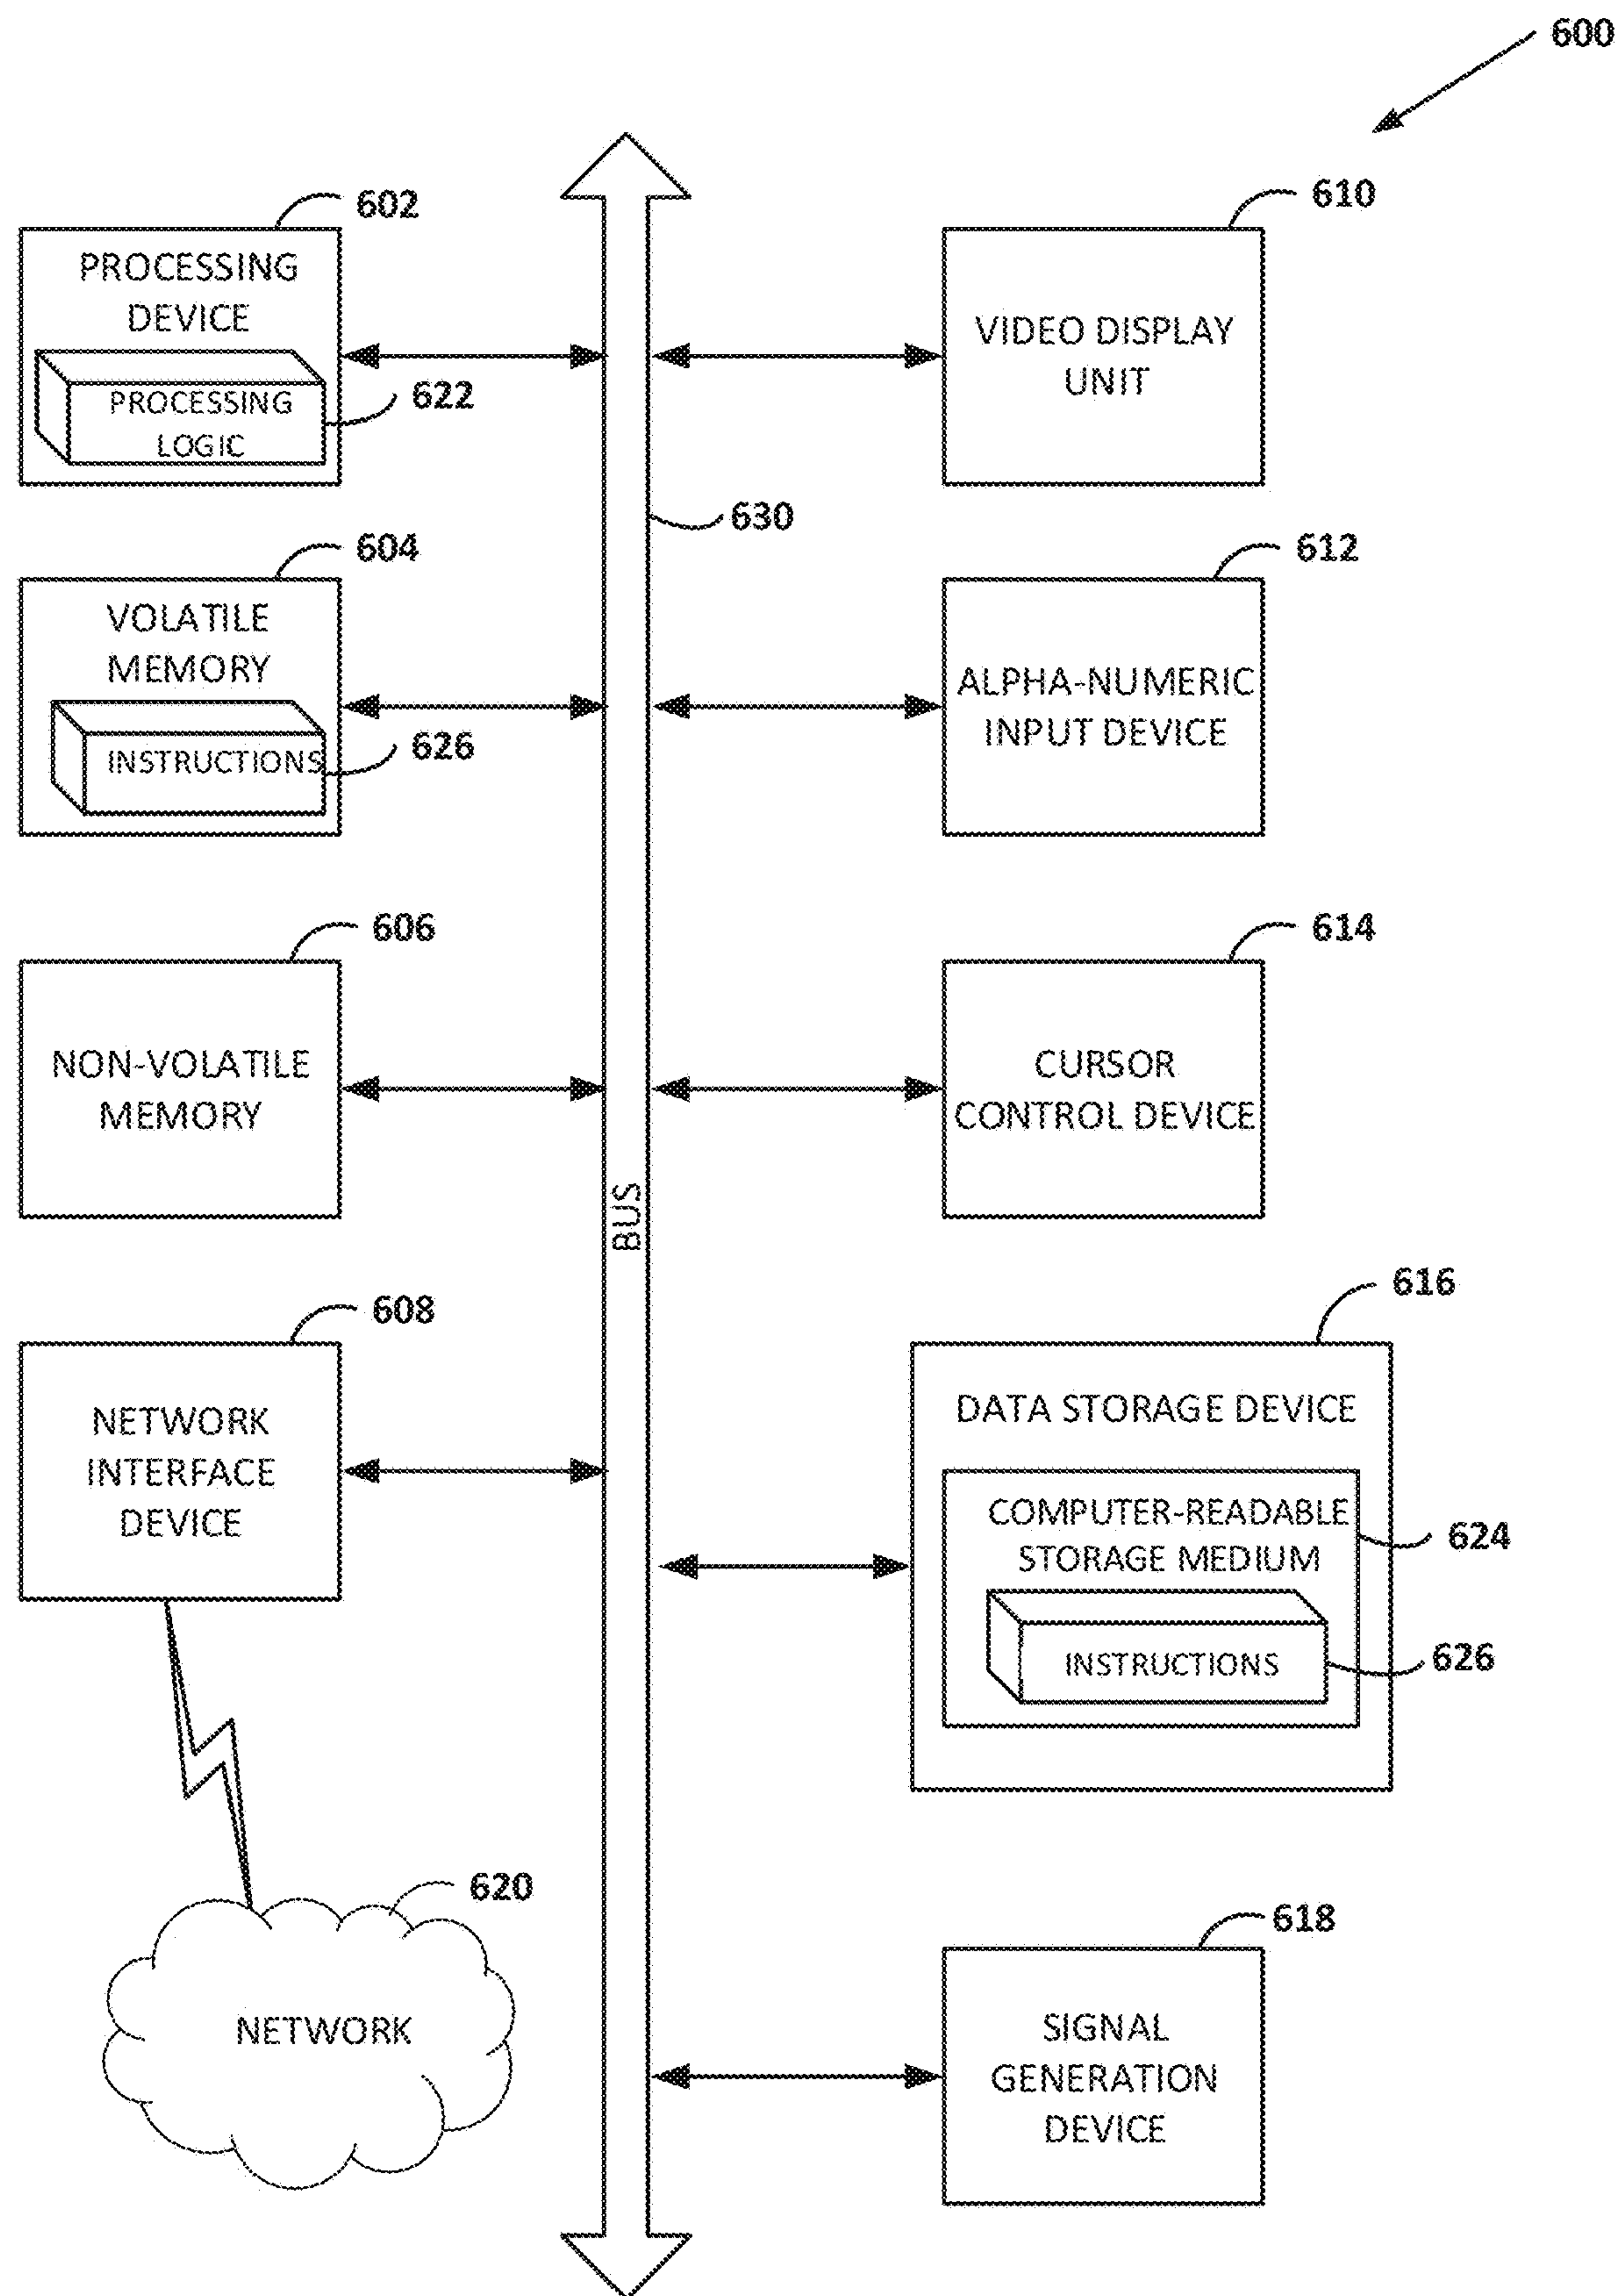 600
602
PROCESSING
DEVICE
PROCESSING
LOGIC
622
610
VIDEO DISPLAY
UNIT
630
604
VOLATILE
MEMORY
INSTRUCTIONS
626
612
ALPHA-NUMERIC
INPUT DEVICE
606
NON-VOLATILE
MEMORY
614
CURSOR
CONTROL DEVICE
BUS
608
NETWORK
INTERFACE
DEVICE
616
DATA STORAGE DEVICE
COMPUTER-READABLE
STORAGE MEDIUM
624
INSTRUCTIONS
626
620
NETWORK
618
SIGNAL
GENERATION
DEVICE